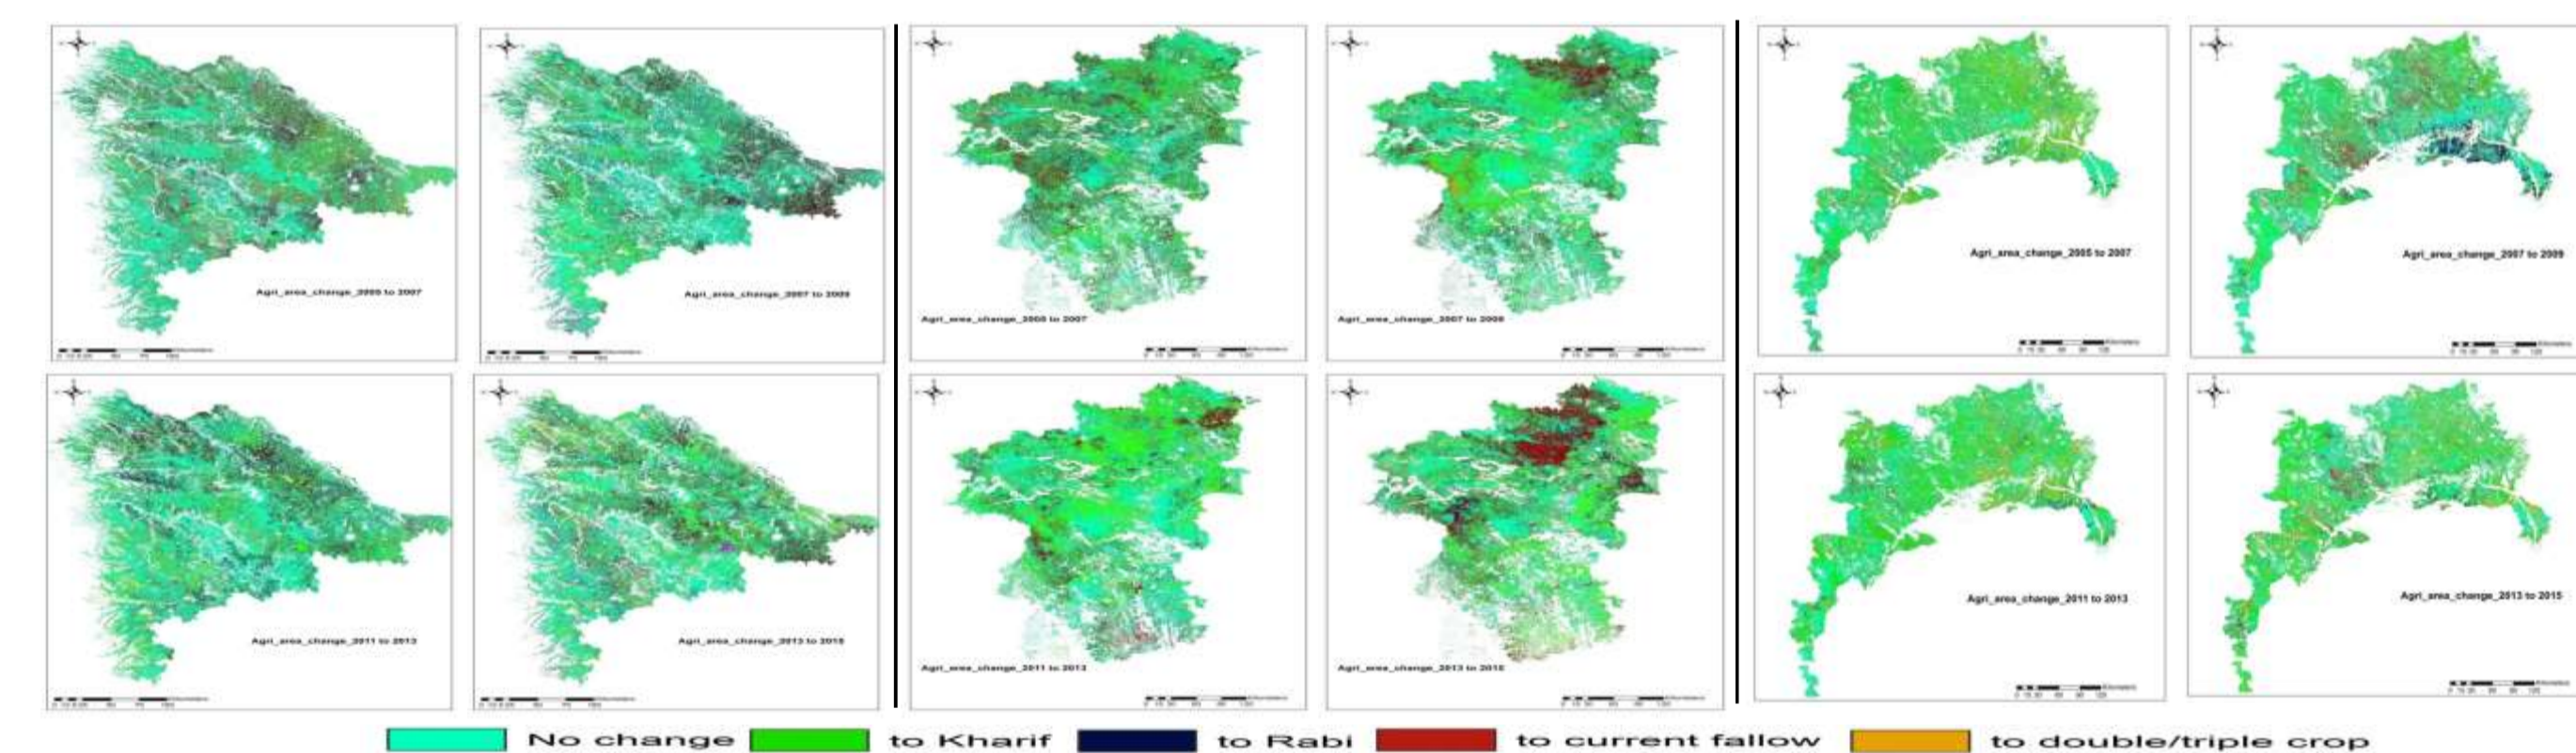 Agri_area_change_2005 to 2007
Agri_area_change_2007 to 2009
Agri_area_change_2005 to 2007
Agri_area_change_2007 to 2009
Agri_area_change_2005 to 2007
Agri_area_change_2007 to 2009
Agri_area_change_2011 to 2013
Agri_area_change_2013 to 2015
Agri_area_change_2011 to 2013
Agri_area_change_2013 to 2015
Agri_area_change_2011 to 2013
Agri_area_change_2013 to 2015
No change to Kharif to Rabi to current fallow to double/triple crop